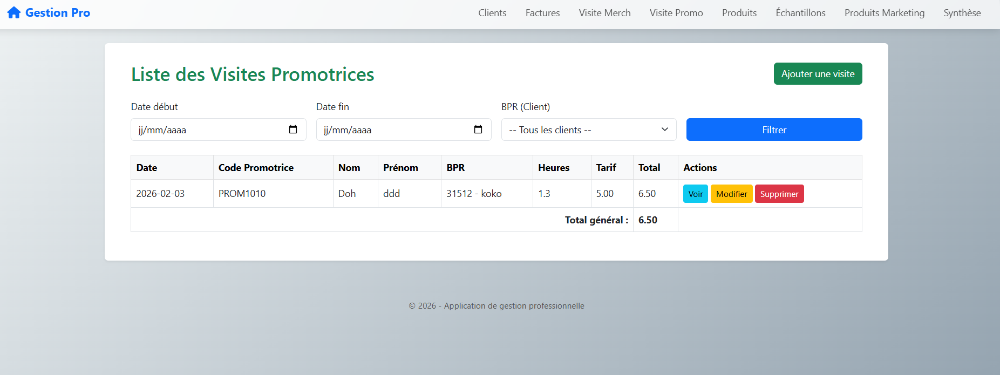 Gestion Pro Clients Factures Visite Merch Visite Promo Produits Échantillons Produits Marketing Synthèse
Liste des Visites Promotrices Ajouter une visite
Date début Date fin BPR (Client)
jj/mm/aaaa jj/mm/aaaa -- Tous les clients -- Filtrer
Date Code Promotrice Nom Prénom BPR Heures Tarif Total Actions
2026-02-03 PROM1010 Doh ddd 31512 - koko 1.3 5.00 6.50 Voir Modifier Supprimer
Total général : 6.50
© 2026 - Application de gestion professionnelle